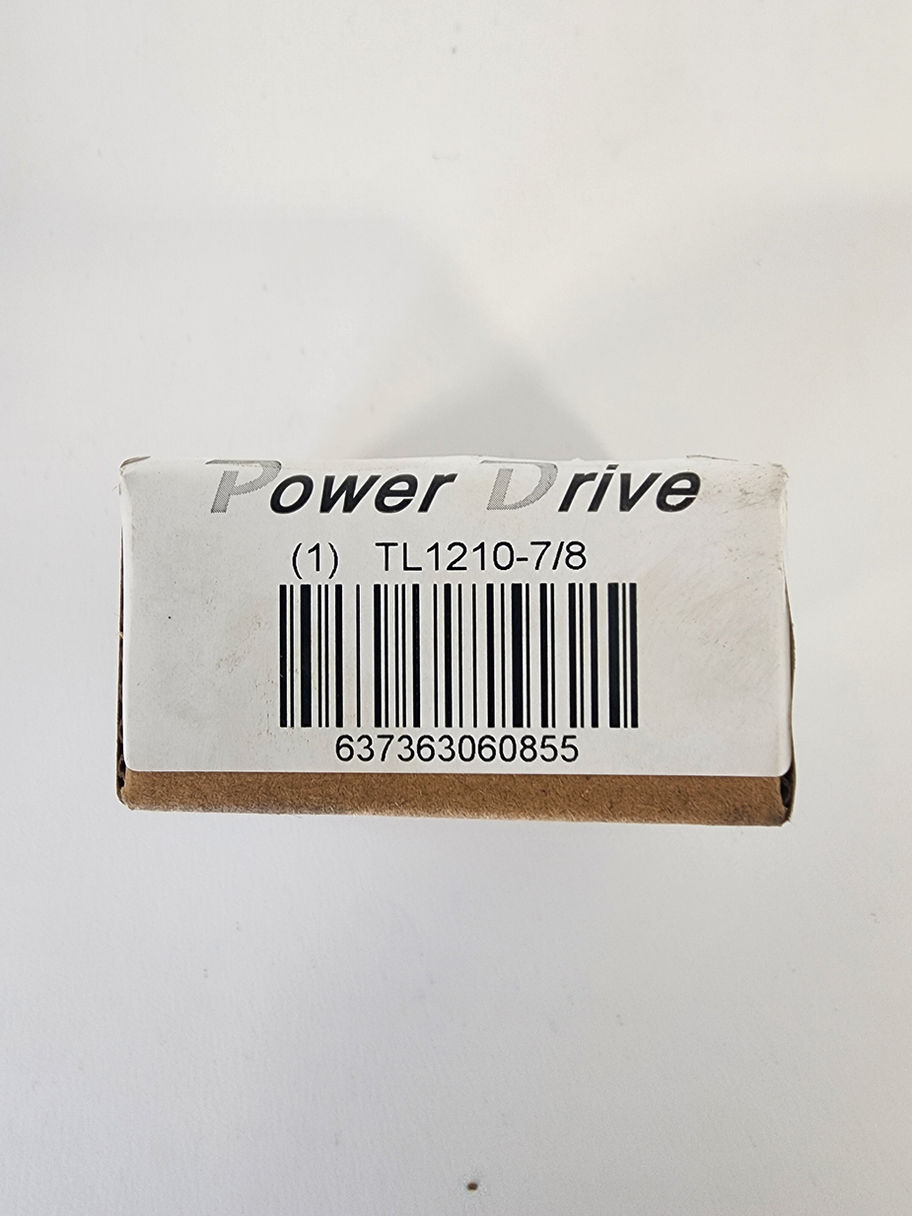 Power Drive
(1) TL1210-7/8
637363060855